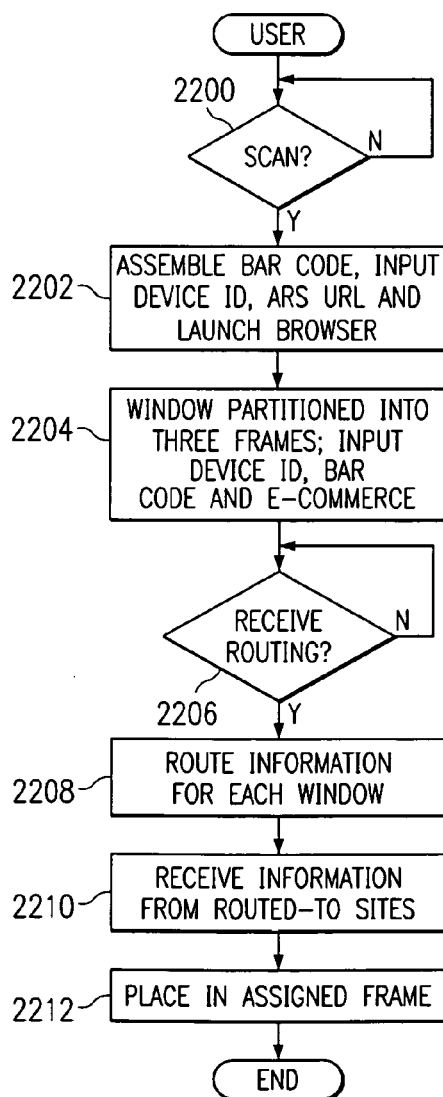 USER
2200
SCAN?
N
Y
2202
ASSEMBLE BAR CODE, INPUT
DEVICE ID, ARS URL AND
LAUNCH BROWSER
2204
WINDOW PARTITIONED INTO
THREE FRAMES; INPUT
DEVICE ID, BAR
CODE AND E-COMMERCE
RECEIVE
ROUTING?
N
2206
Y
2208
ROUTE INFORMATION
FOR EACH WINDOW
2210
RECEIVE INFORMATION
FROM ROUTED-TO SITES
2212
PLACE IN ASSIGNED FRAME
END